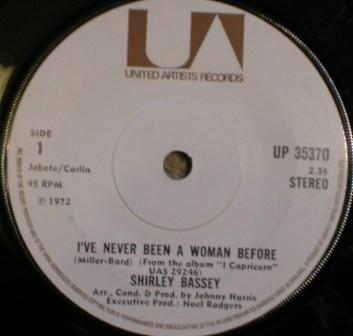 UA
UNITED ARTISTS RECORDS
SIDE
1
Jobete/Carlin
45 RPM
℗ 1972
UP 35370
2.36
STEREO
I'VE NEVER BEEN A WOMAN BEFORE
(Miller-Bard) (From the album "I Capricorn"
UAS 29246)
SHIRLEY BASSEY
Arr., Cond. & Prod. by Johnny Harris
Executive Prod.: Noel Rodgers